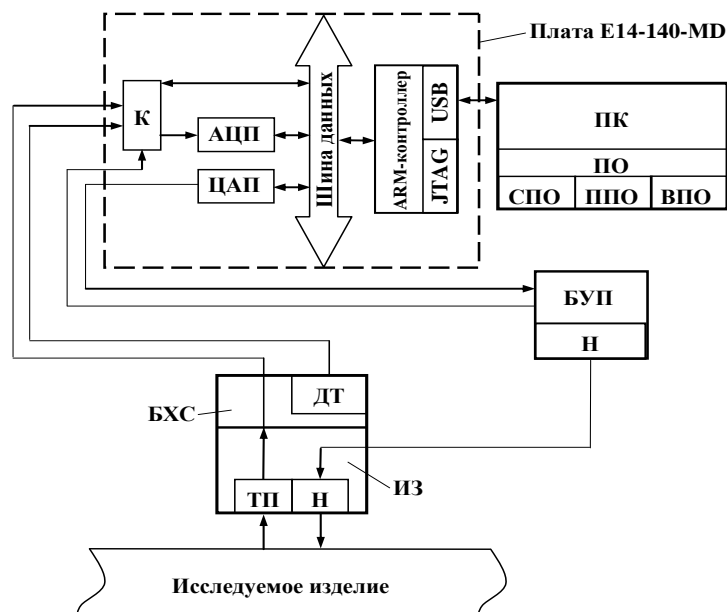 Плата E14-140-MD
К
АЦП
ЦАП
Шина данных
ARM-контроллер
USB
JTAG
ПК
ПО
СПО ППО ВПО
БУП
Н
БХС
ДТ
ИЗ
ТП Н
Исследуемое изделие